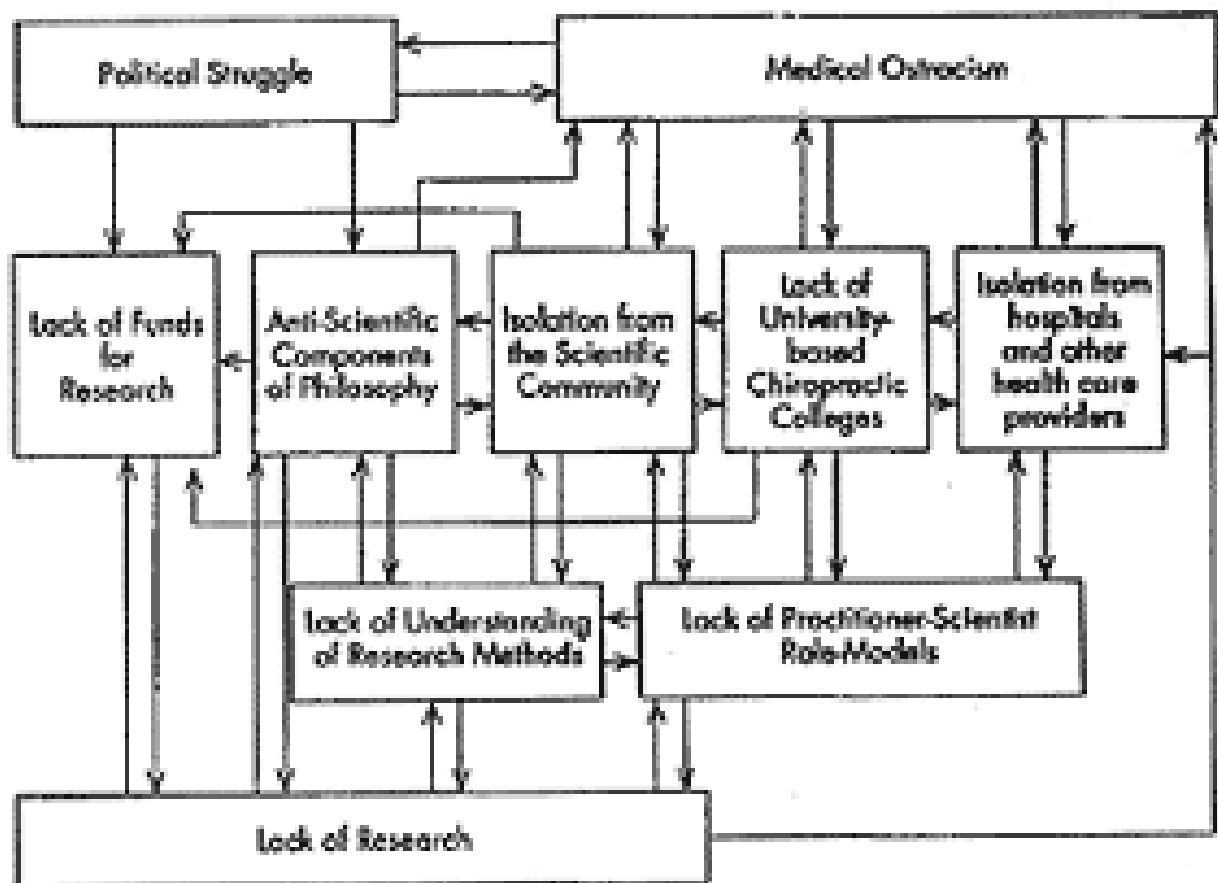 Political Struggle
Medical Ostracism
Lack of Funds
for
Research
Anti-Scientific
Components
of Philosophy
Isolation from
the Scientific
Community
Lack of
University-
based
Chiropractic
Colleges
Isolation from
hospitals
and other
health care
providers
Lack of Understanding
of Research Methods
Lack of Practitioner-Scientist
Role-Models
Lack of Research